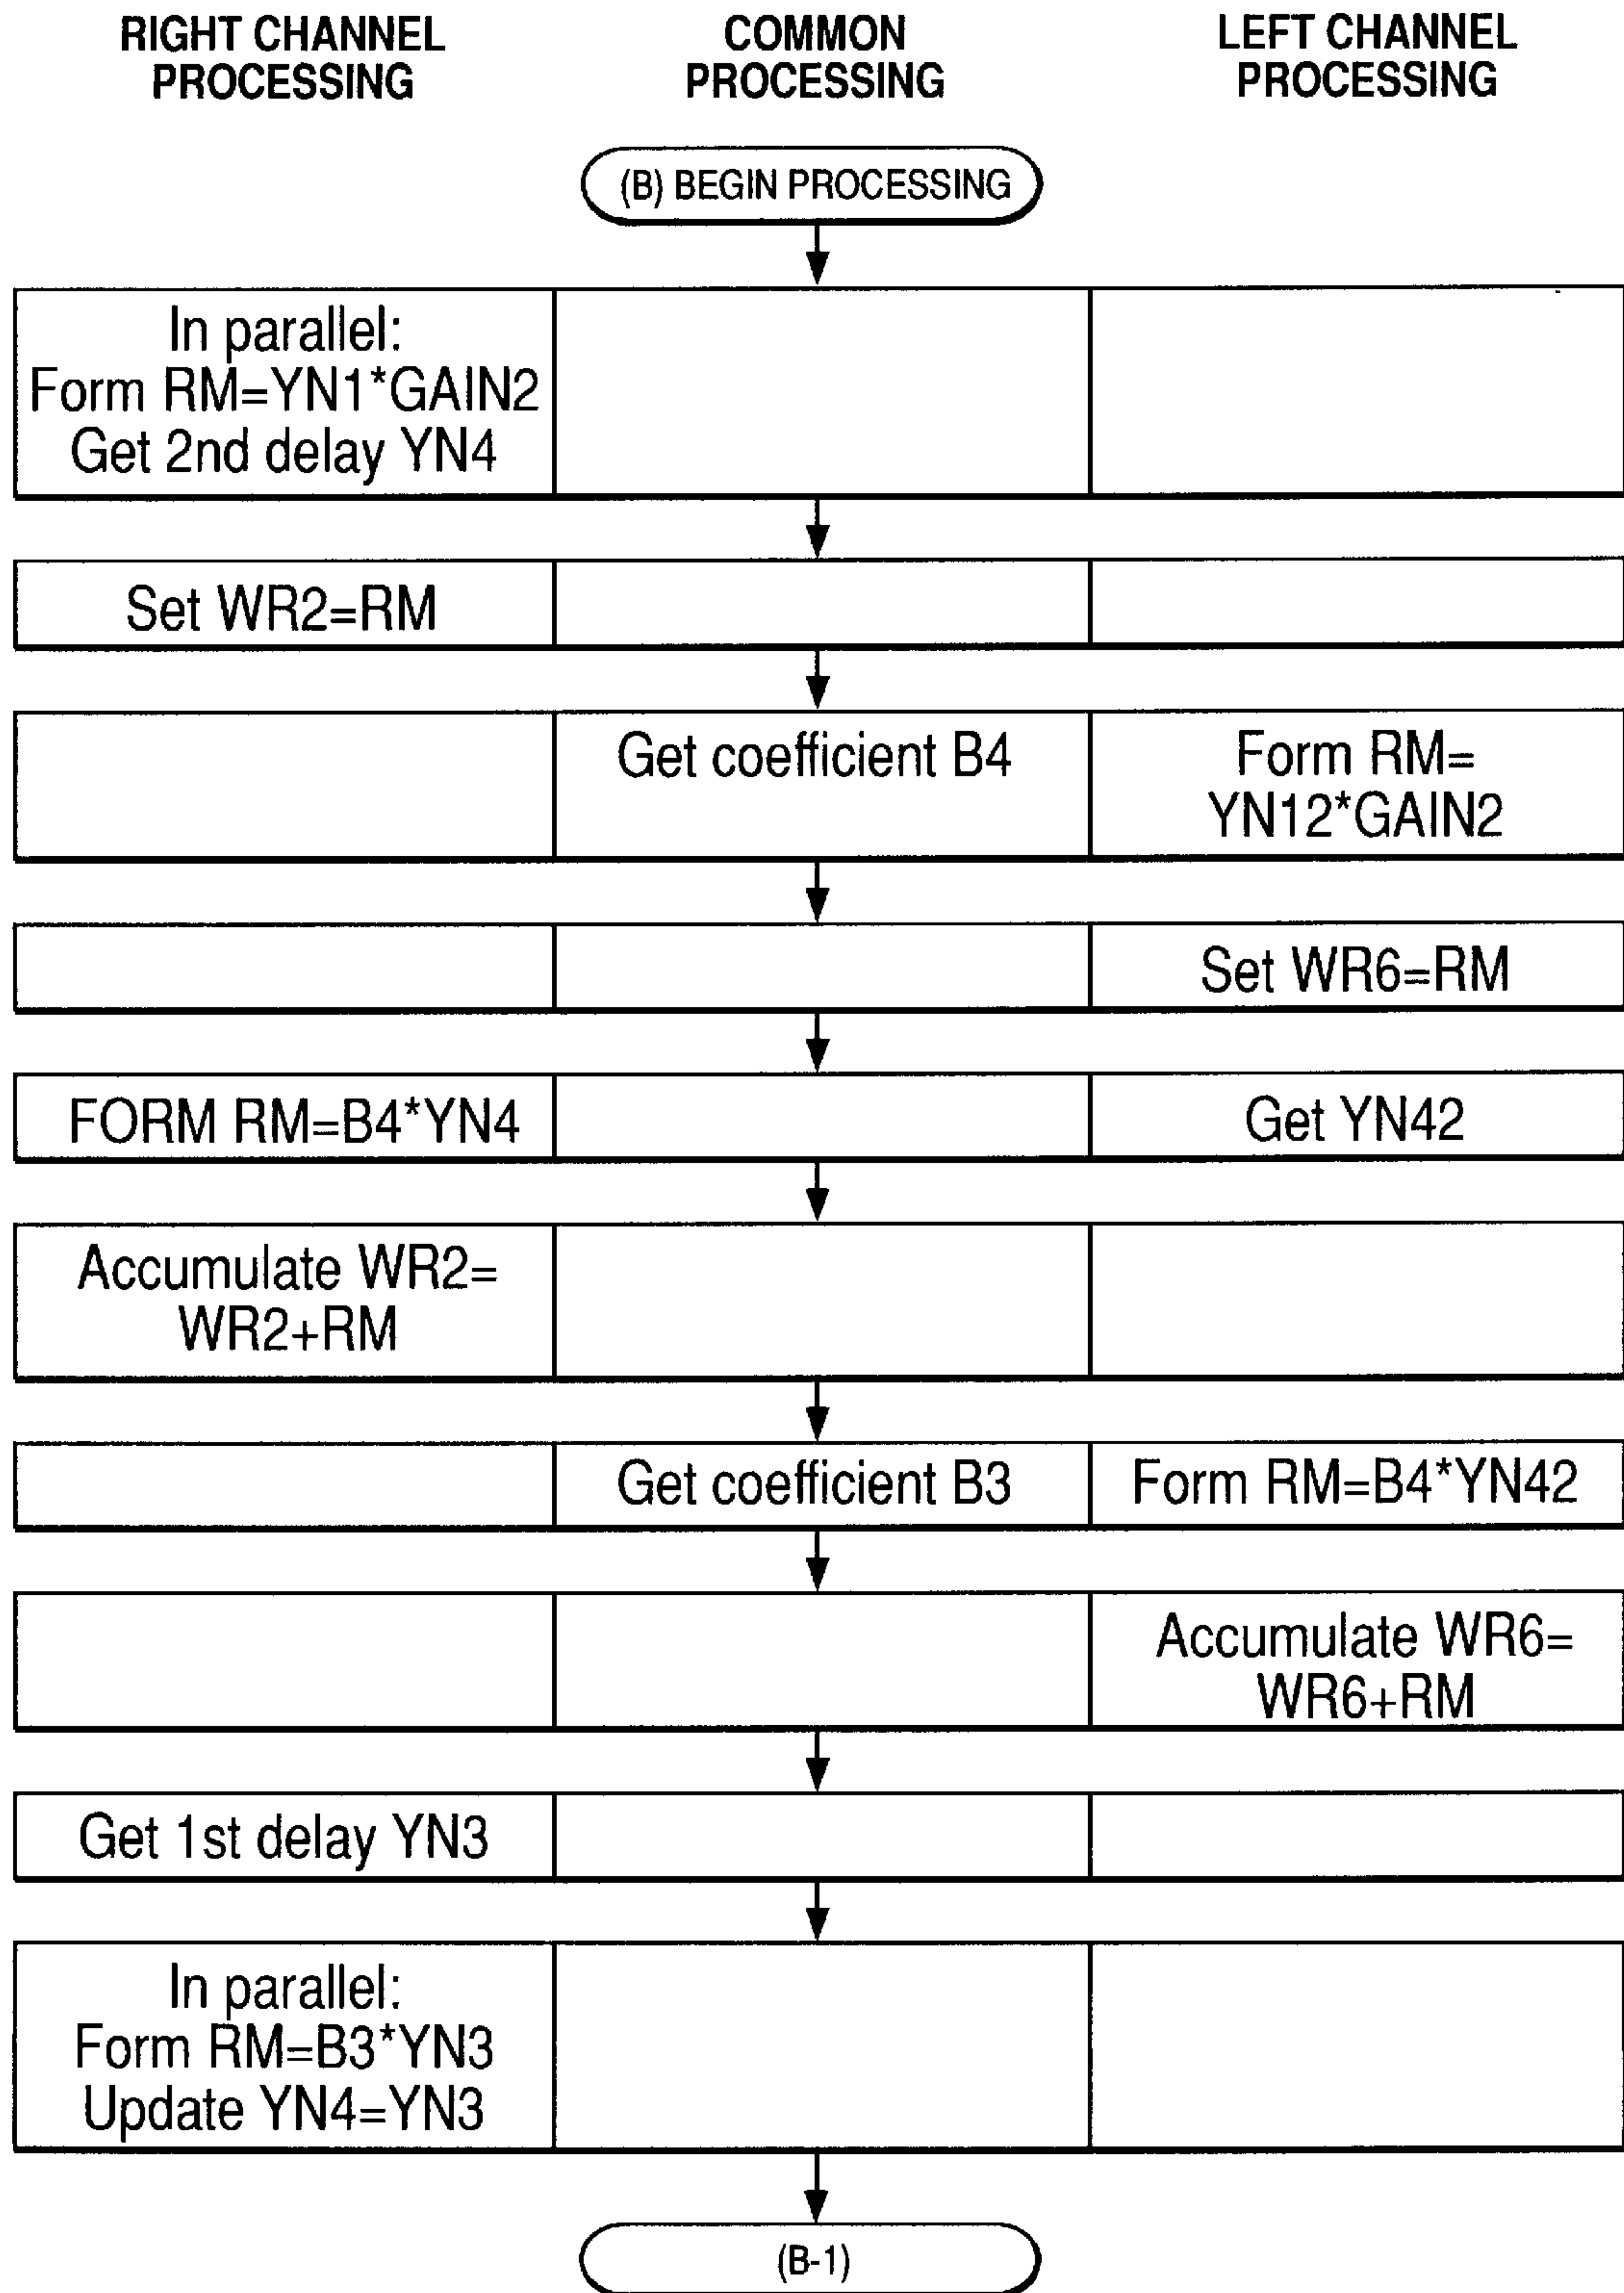 RIGHT CHANNEL
PROCESSING
COMMON
PROCESSING
LEFT CHANNEL
PROCESSING
(B) BEGIN PROCESSING
In parallel:
Form RM=YN1*GAIN2
Get 2nd delay YN4
Set WR2=RM
Get coefficient B4
Form RM=
YN12*GAIN2
Set WR6=RM
FORM RM=B4*YN4
Get YN42
Accumulate WR2=
WR2+RM
Get coefficient B3
Form RM=B4*YN42
Accumulate WR6=
WR6+RM
Get 1st delay YN3
In parallel:
Form RM=B3*YN3
Update YN4=YN3
(B-1)